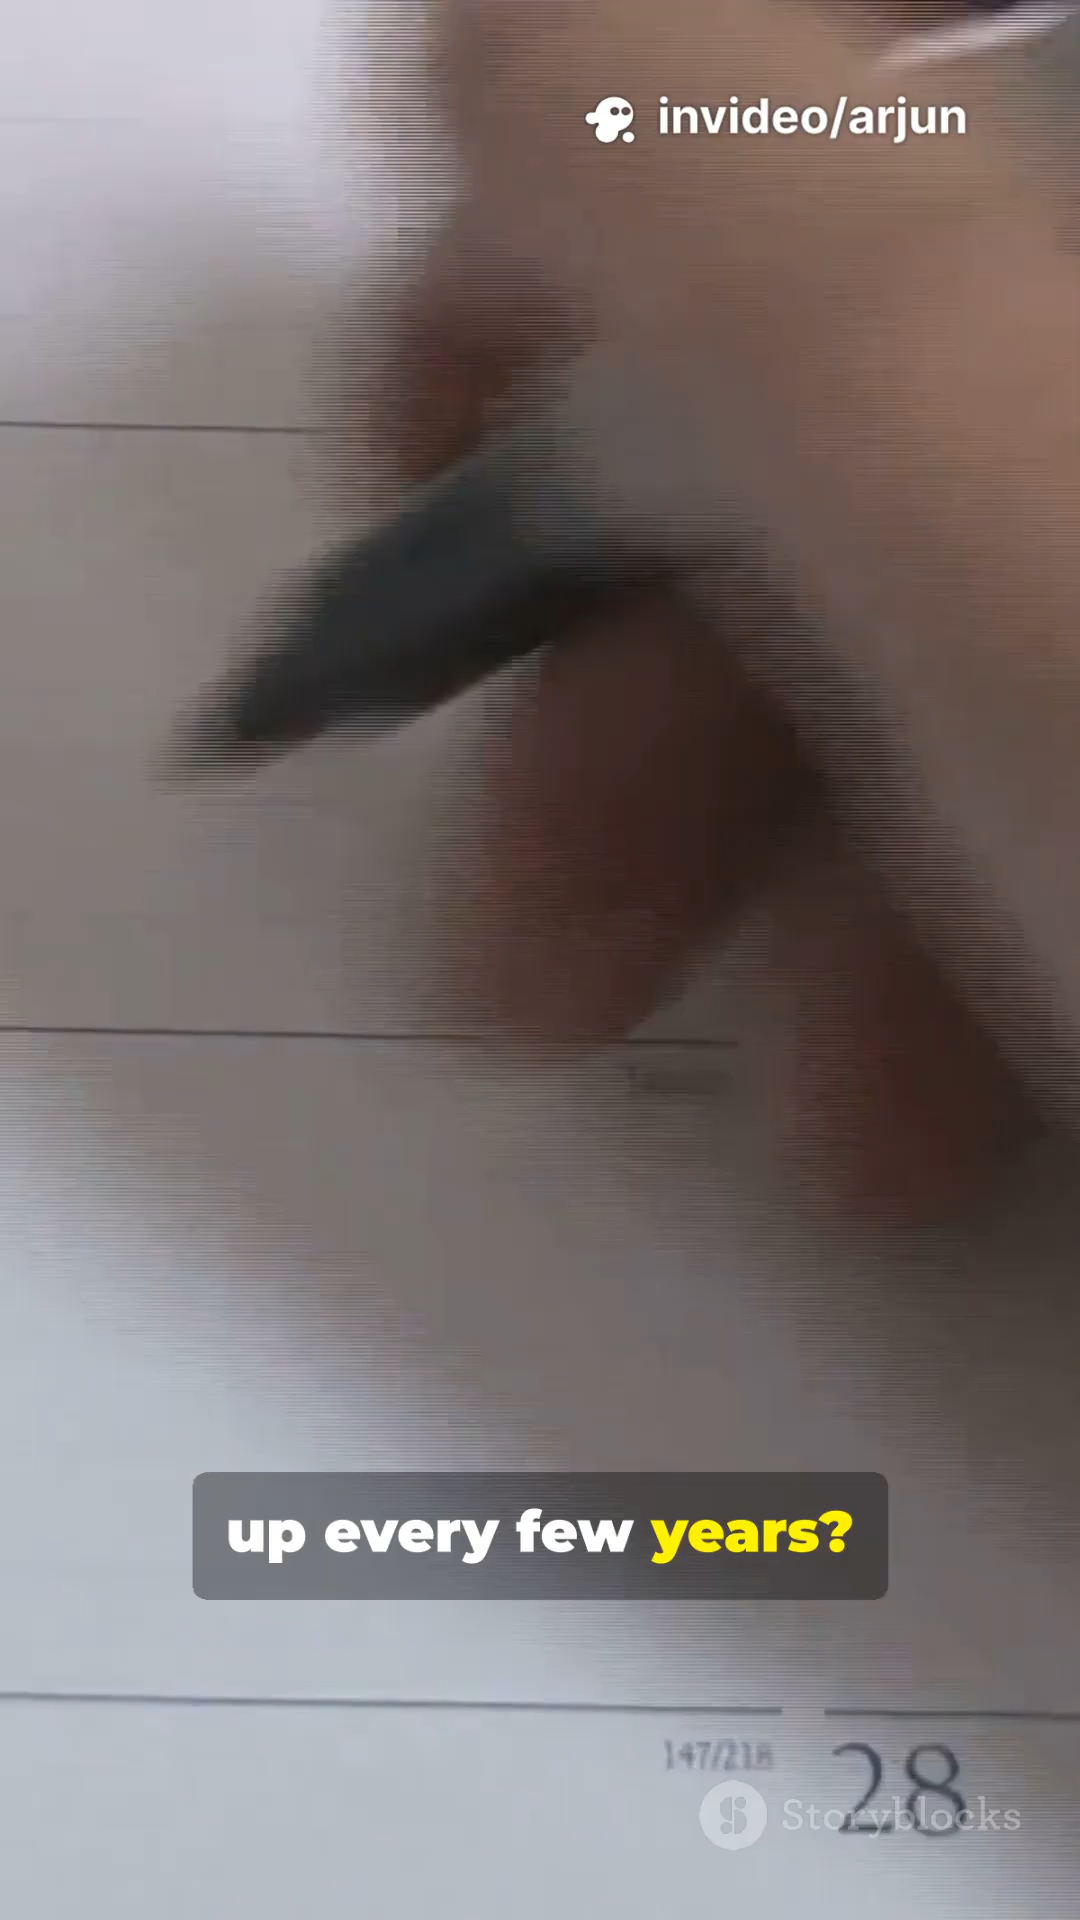 invideo/arjun
up every few years?
147/218
28
Storyblocks